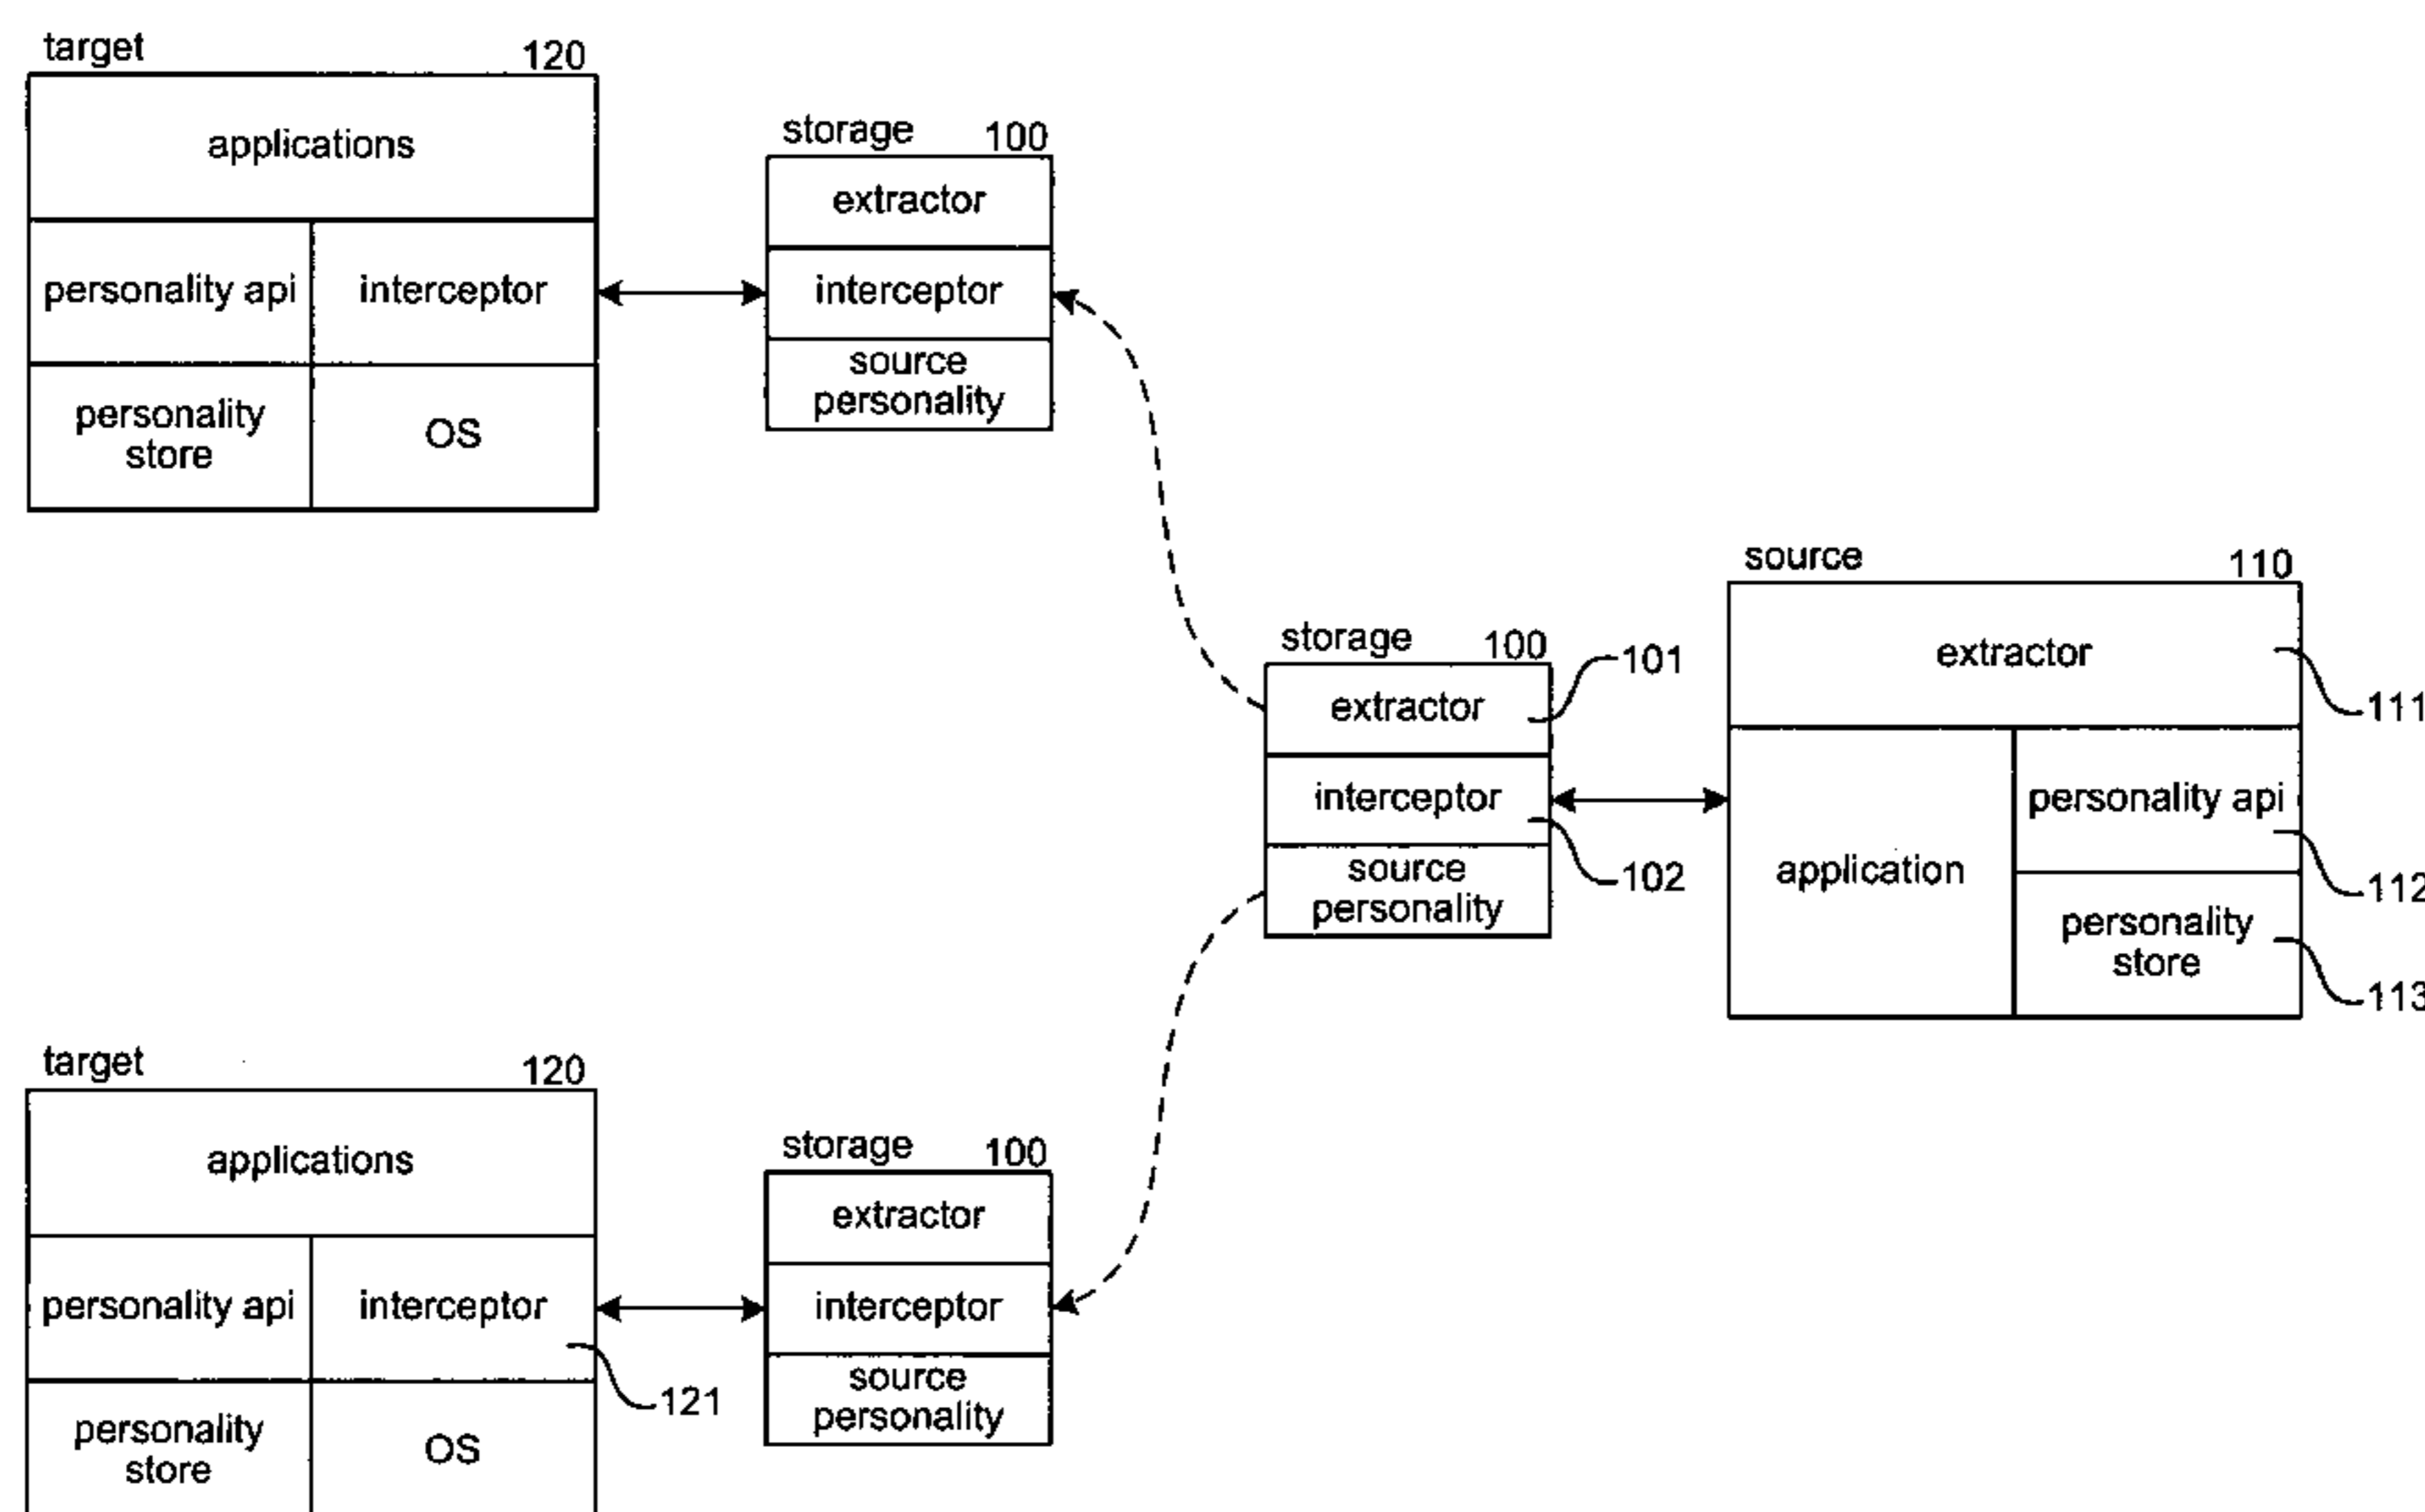 target 120
applications
personality api interceptor
personality
store
OS
storage 100
extractor
interceptor
source
personality
storage 100
extractor
interceptor
source
personality
101
102
source 110
extractor
application
personality api
personality
store
111
112
113
target 120
applications
personality api interceptor
personality
store
OS
121
storage 100
extractor
interceptor
source
personality